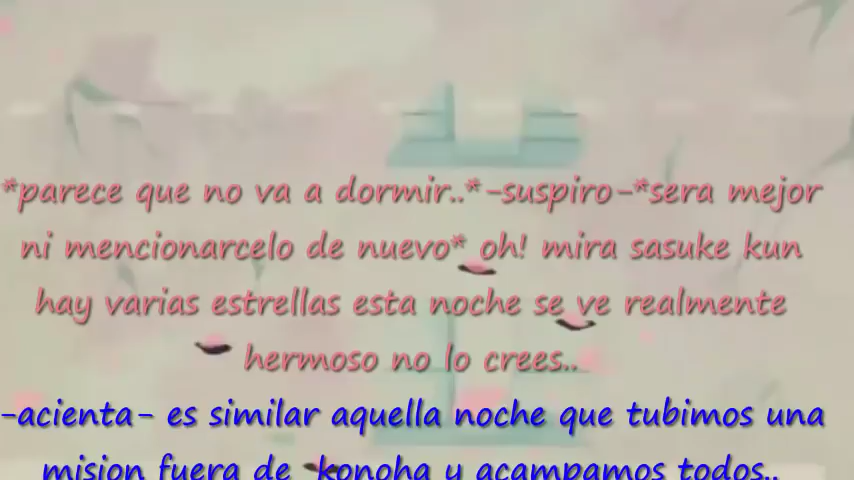 *parece que no va a dormir..*-suspiro-*sera mejor
ni mencionarcelo de nuevo* oh! mira sasuke kun
hay varias estrellas esta noche se ve realmente
hermoso no lo crees..
-acienta- es similar aquella noche que tubimos una
mision fuera de konoha y acampamos todos..